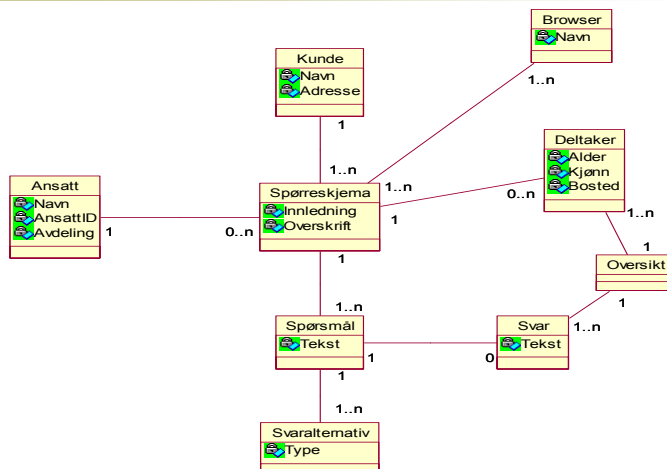 Browser
Navn
1..n
Kunde
Navn
Adresse
1
1..n
Deltaker
Alder
Kjønn
Bosted
0..n
1..n
Ansatt
Navn
AnsattID
Avdeling
1
0..n
Spørreskjema
Innledning
Overskrift
1..n
1
1
1
Oversikt
1
1..n
1..n
Spørsmål
Tekst
1
1
0
Svar
Tekst
1..n
Svaralternativ
Type